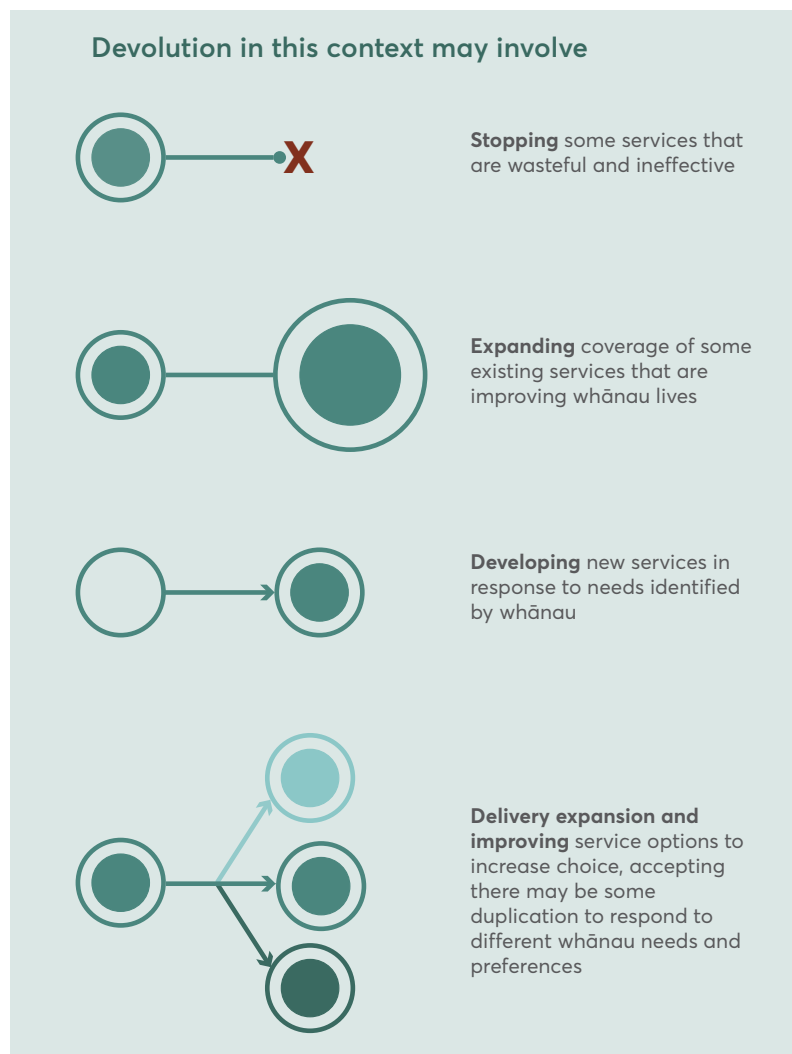 Devolution in this context may involve
X
Stopping some services that
are wasteful and ineffective
Expanding coverage of some
existing services that are
improving whānau lives
Developing new services in
response to needs identified
by whānau
Delivery expansion and
improving service options to
increase choice, accepting
there may be some
duplication to respond to
different whānau needs and
preferences